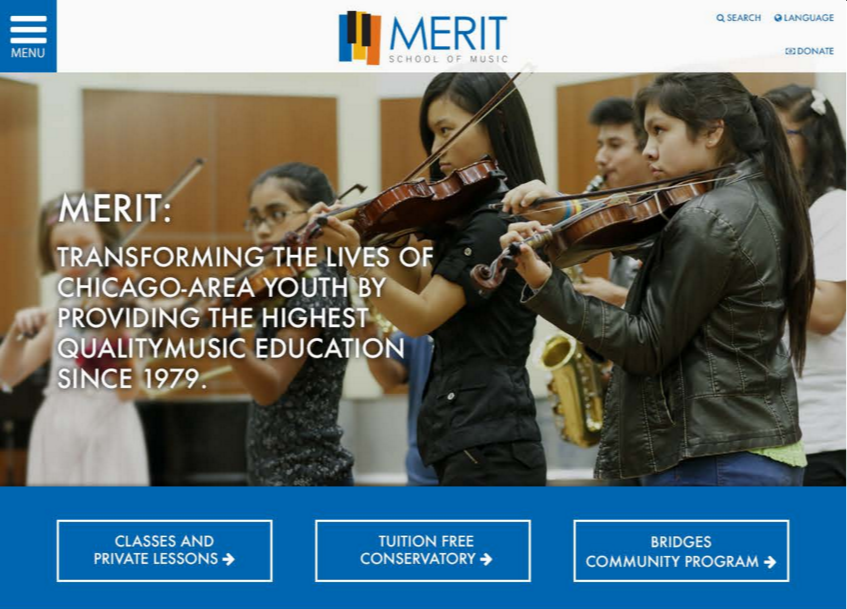 MENU
MERIT
SCHOOL OF MUSIC
SEARCH
LANGUAGE
DONATE
MERIT:
TRANSFORMING THE LIVES OF
CHICAGO-AREA YOUTH BY
PROVIDING THE HIGHEST
QUALITYMUSIC EDUCATION
SINCE 1979.
CLASSES AND
PRIVATE LESSONS →
TUITION FREE
CONSERVATORY →
BRIDGES
COMMUNITY PROGRAM →